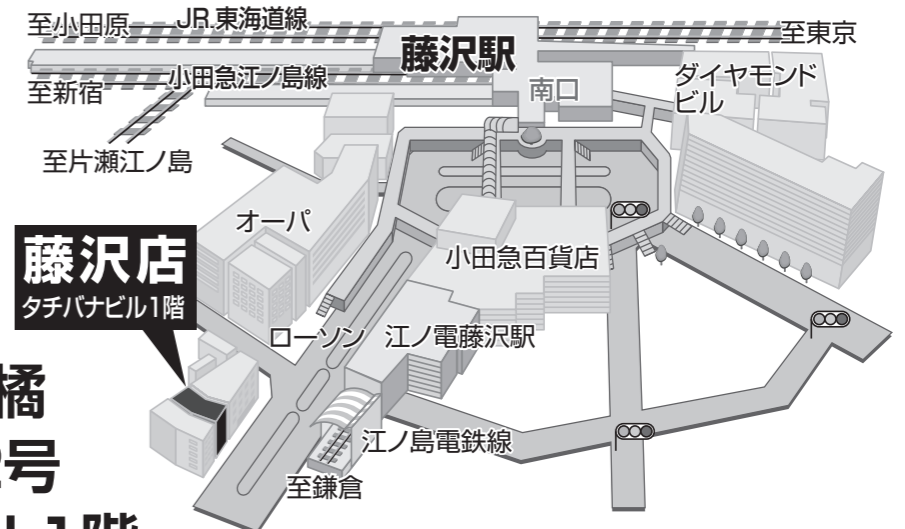 至小田原
JR 東海道線
藤沢駅
至東京
小田急江ノ島線
至新宿
南口
ダイヤモンド
ビル
至片瀬江ノ島
オーパ
藤沢店
タチバナビル1階
小田急百貨店
ローソン
江ノ電藤沢駅
橘
号
江ノ島電鉄線
至鎌倉
1階